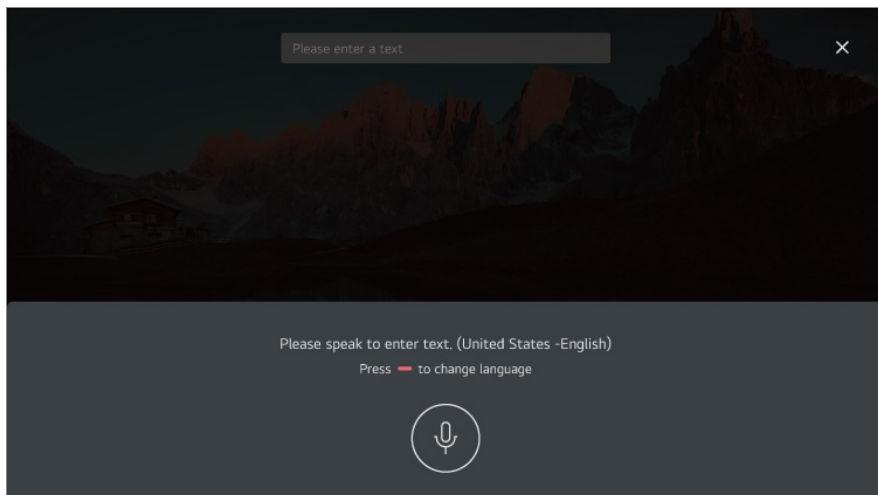 Please enter a text
Please speak to enter text. (United States -English)
Press to change language